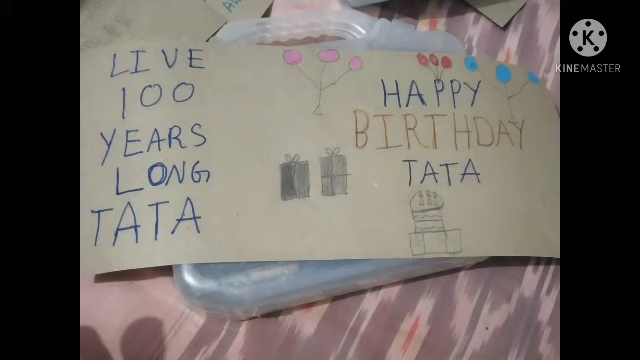 LIVE
100
YEARS
LONG
TATA
HAPPY
BIRTHDAY
TATA
KINEMASTER